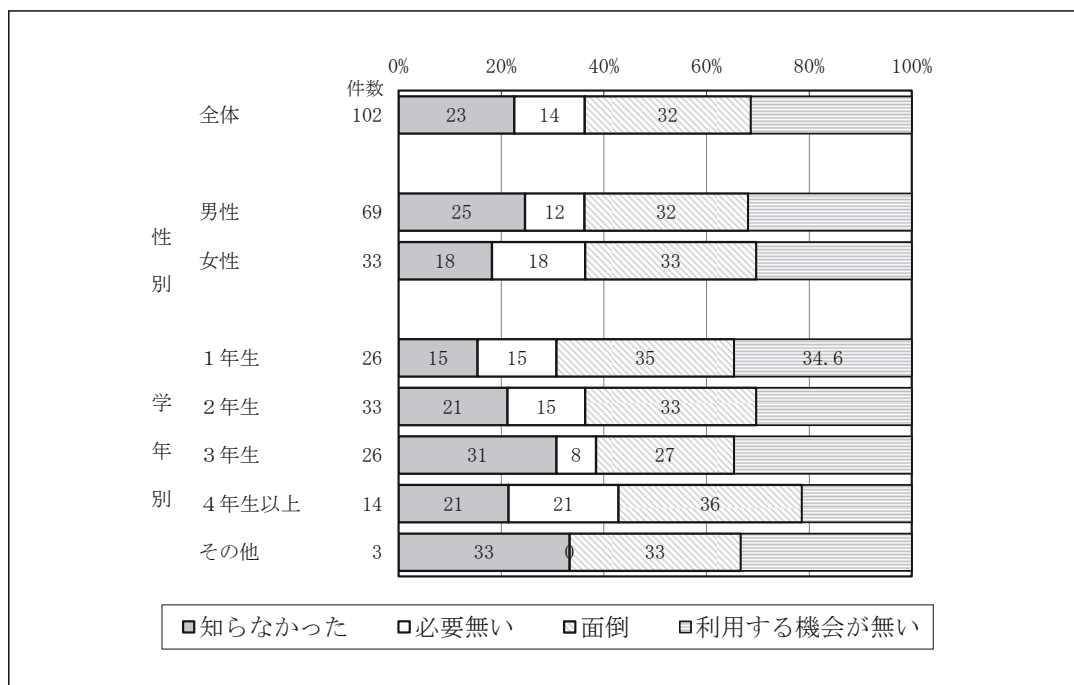 0% 20% 40% 60% 80% 100%
件数
全体 102 23 14 32
性別
男性 69 25 12 32
女性 33 18 18 33
学年別
１年生 26 15 15 35 34.6
２年生 33 21 15 33
３年生 26 31 8 27
４年生以上 14 21 21 36
その他 3 33 0 33
知らなかった 必要無い 面倒 利用する機会が無い